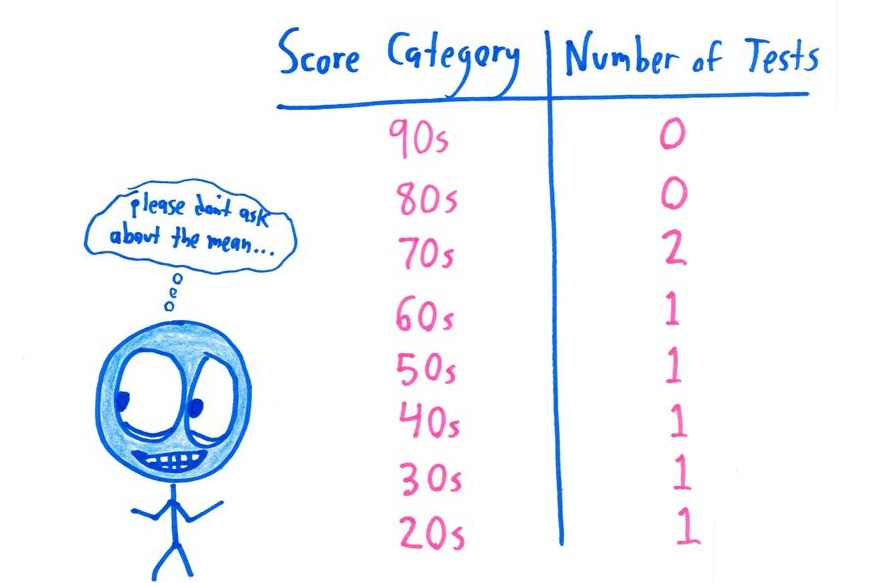 Score Category Number of Tests
90s 0
80s 0
70s 2
60s 1
50s 1
40s 1
30s 1
20s 1
please don't ask
about the mean...